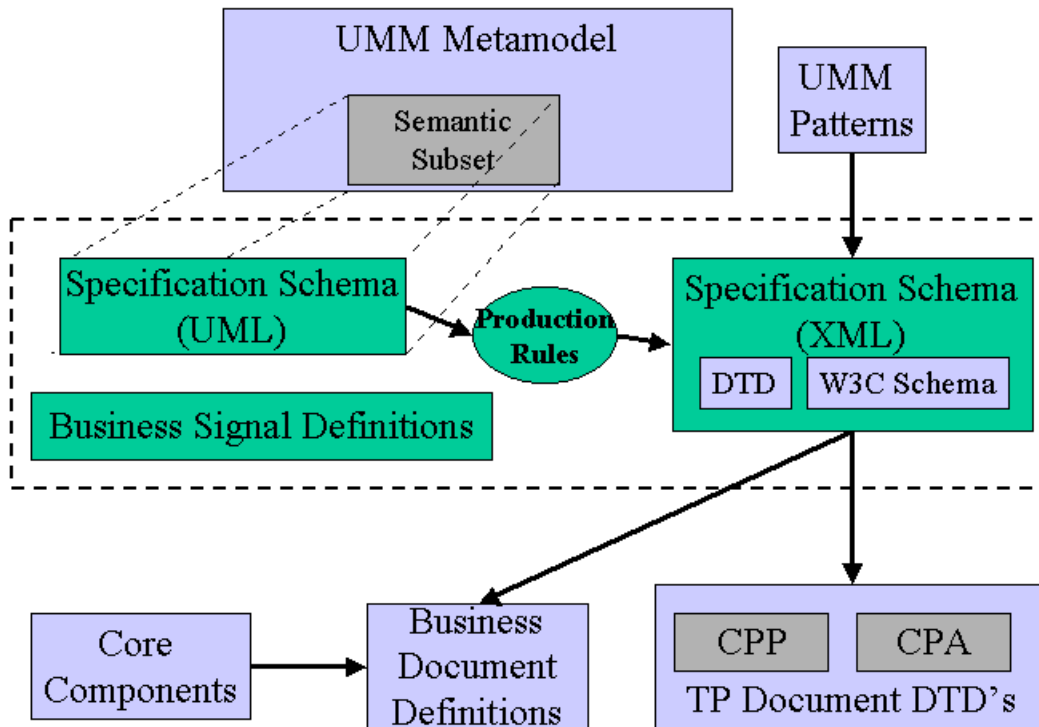 UMM Metamodel
Semantic
Subset
UMM
Patterns
Specification Schema
(UML)
Production
Rules
Specification Schema
(XML)
DTD
W3C Schema
Business Signal Definitions
Core
Components
Business
Document
Definitions
CPP
CPA
TP Document DTD's